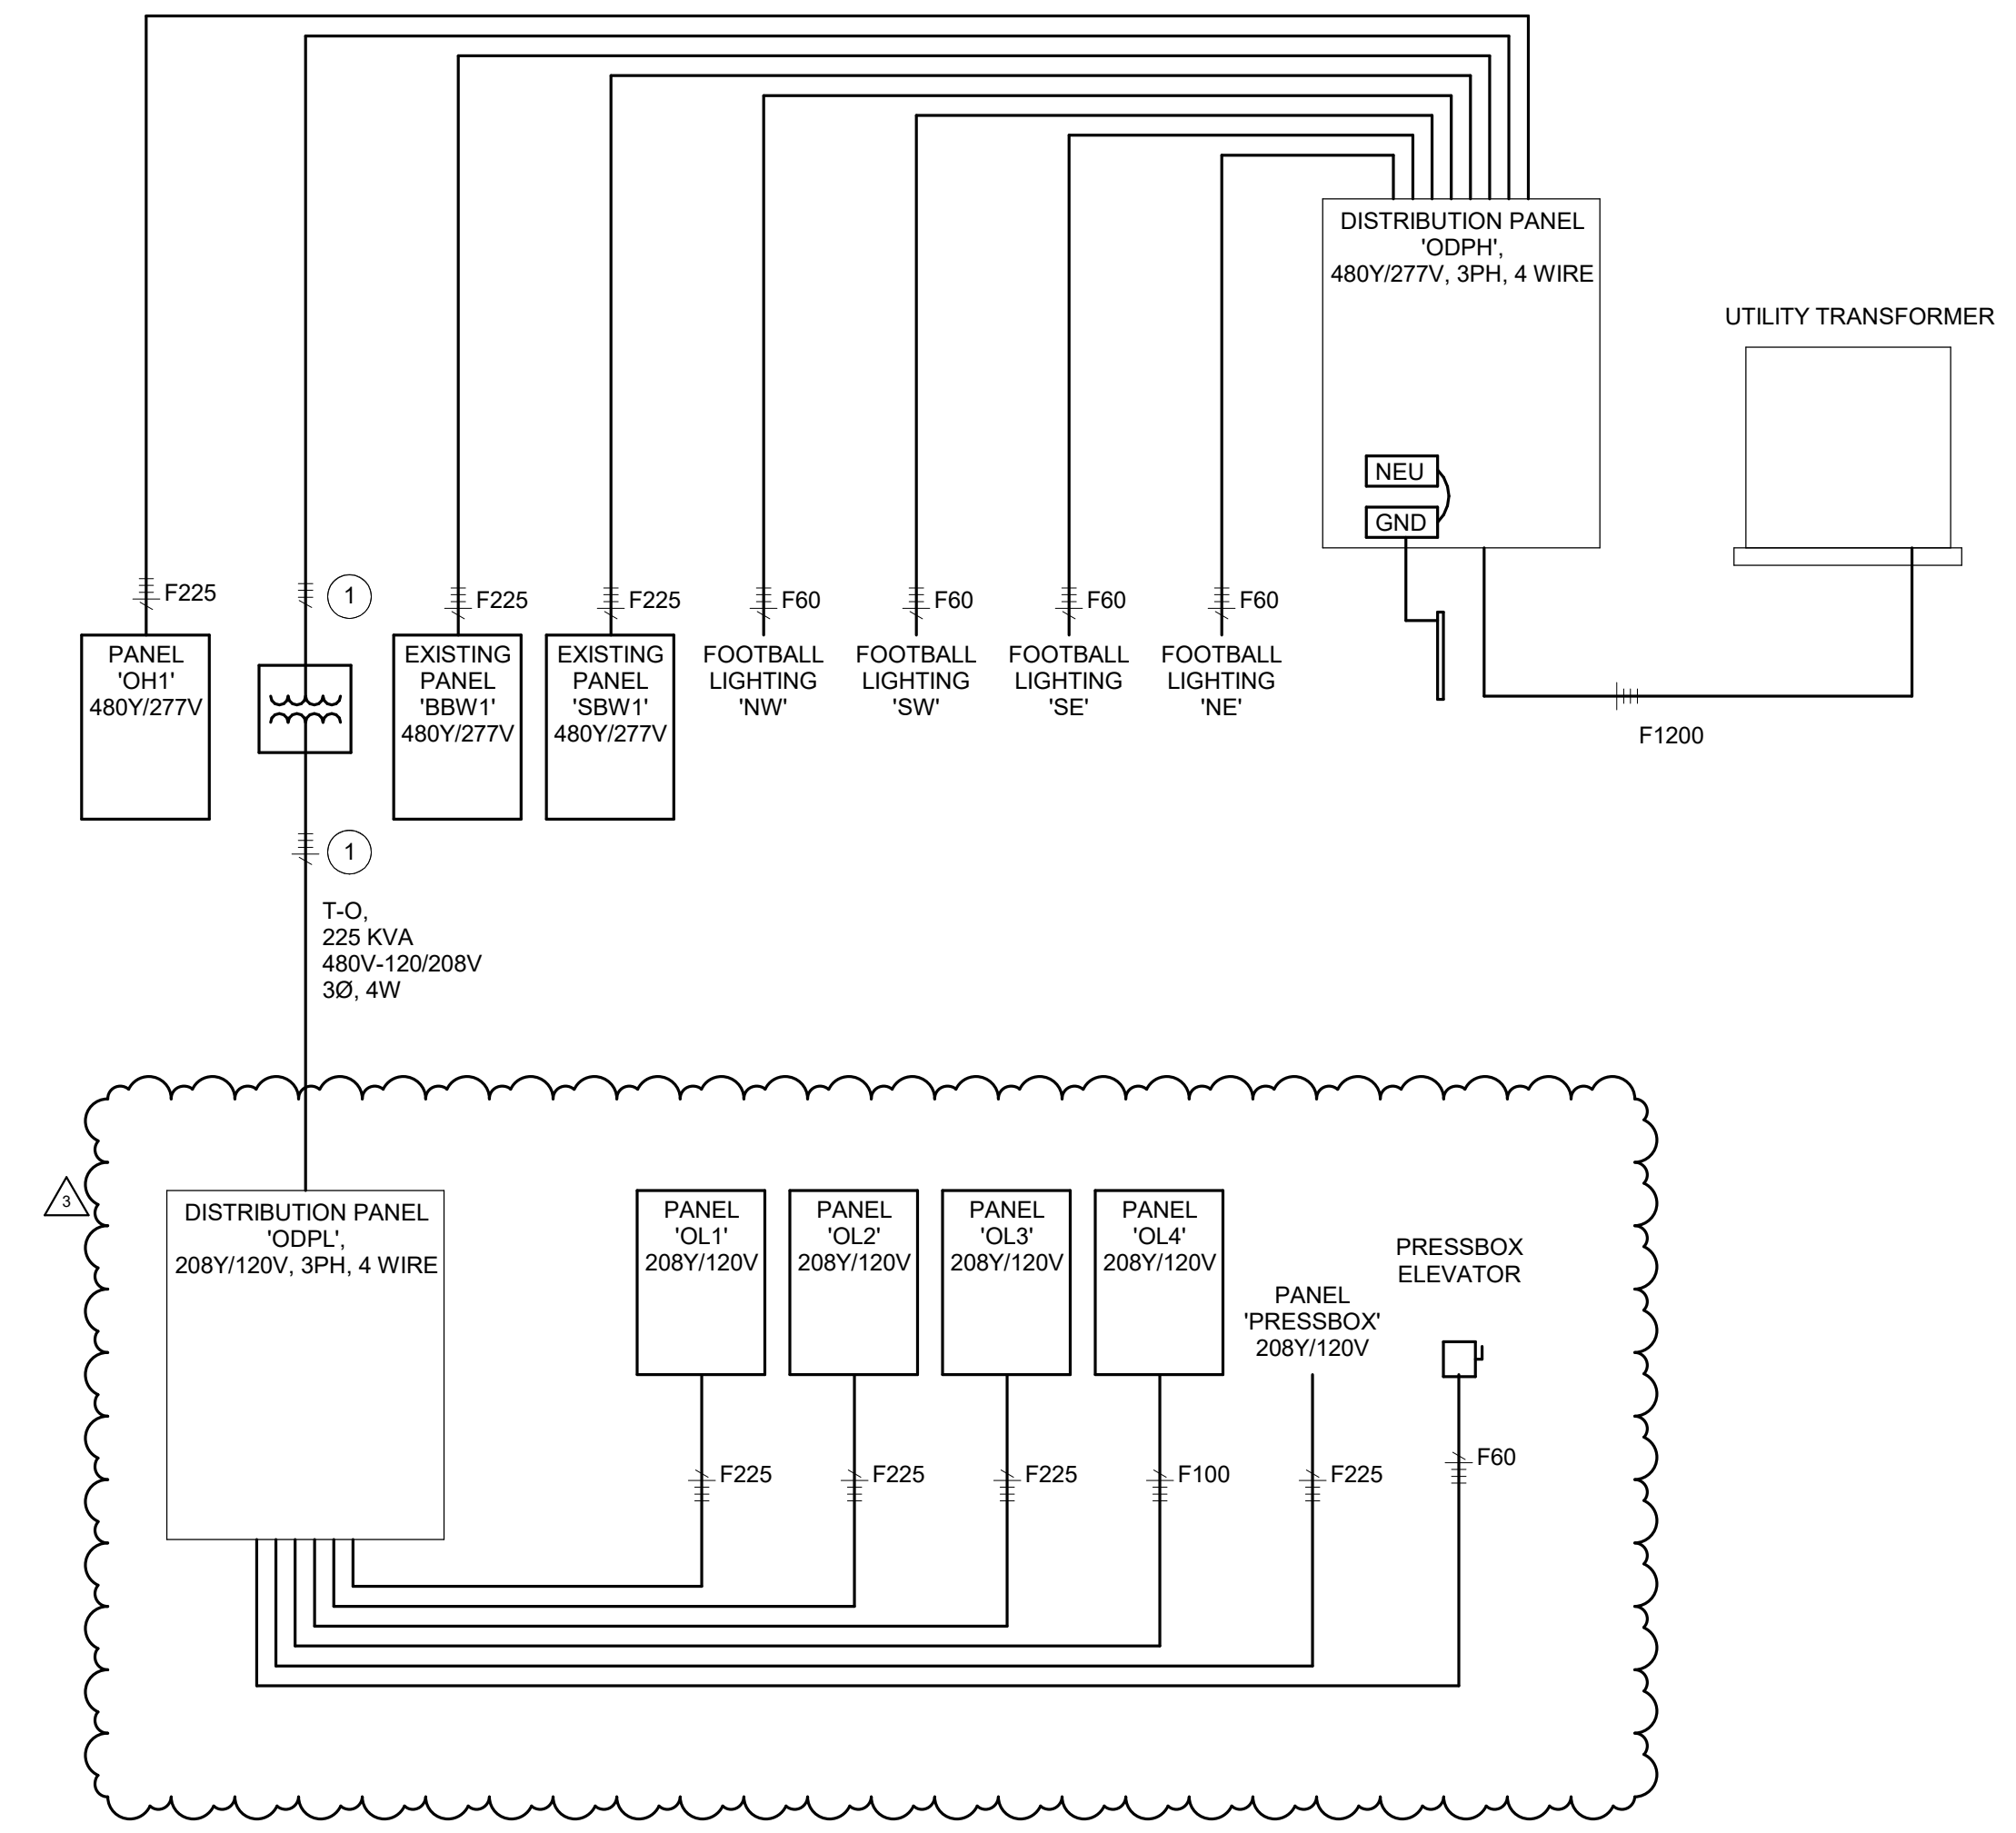 DISTRIBUTION PANEL
'ODPH',
480Y/277V, 3PH, 4 WIRE
UTILITY TRANSFORMER
NEU
GND
F225
1
F225
F225
F60
F60
F60
F60
F1200
PANEL
'OH1'
480Y/277V
EXISTING
PANEL
'BBW1'
480Y/277V
EXISTING
PANEL
'SBW1'
480Y/277V
FOOTBALL
LIGHTING
'NW'
FOOTBALL
LIGHTING
'SW'
FOOTBALL
LIGHTING
'SE'
FOOTBALL
LIGHTING
'NE'
1
T-O,
225 KVA
480V-120/208V
3Ø, 4W
3
DISTRIBUTION PANEL
'ODPL',
208Y/120V, 3PH, 4 WIRE
PANEL
'OL1'
208Y/120V
PANEL
'OL2'
208Y/120V
PANEL
'OL3'
208Y/120V
PANEL
'OL4'
208Y/120V
PANEL
'PRESSBOX'
208Y/120V
PRESSBOX
ELEVATOR
F225
F225
F225
F100
F225
F60